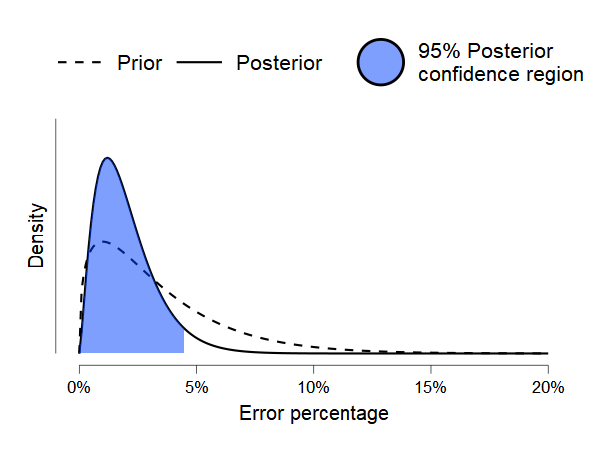 Prior
Posterior
95% Posterior
confidence region
Density
0%
5%
10%
15%
20%
Error percentage